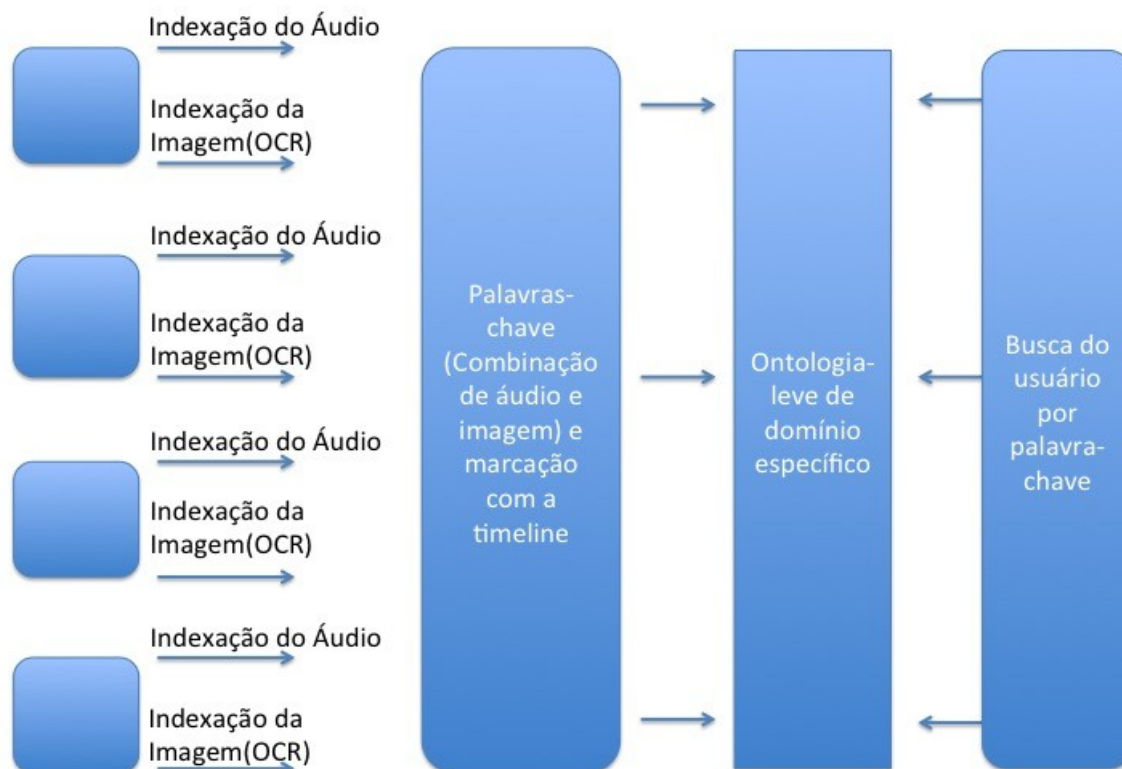 Indexação do Áudio
Indexação da
Imagem(OCR)
Indexação do Áudio
Indexação da
Imagem(OCR)
Indexação do Áudio
Indexação da
Imagem(OCR)
Indexação do Áudio
Indexação da
Imagem(OCR)
Palavras-
chave
(Combinação
de áudio e
imagem) e
marcação
com a
timeline
Ontologia-
leve de
domínio
específico
Busca do
usuário
por
palavra-
chave